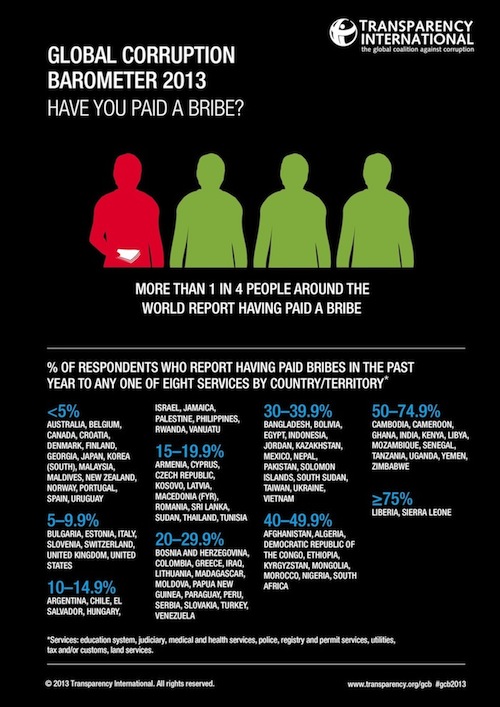 TRANSPARENCY
INTERNATIONAL
the global coalition against corruption
GLOBAL CORRUPTION
BAROMETER 2013
HAVE YOU PAID A BRIBE?
MORE THAN 1 IN 4 PEOPLE AROUND THE
WORLD REPORT HAVING PAID A BRIBE
% OF RESPONDENTS WHO REPORT HAVING PAID BRIBES IN THE PAST
YEAR TO ANY ONE OF EIGHT SERVICES BY COUNTRY/TERRITORY*
<5%
AUSTRALIA, BELGIUM,
CANADA, CROATIA,
DENMARK, FINLAND,
GEORGIA, JAPAN, KOREA
(SOUTH), MALAYSIA,
MALDIVES, NEW ZEALAND,
NORWAY, PORTUGAL,
SPAIN, URUGUAY
5–9.9%
BULGARIA, ESTONIA, ITALY,
SLOVENIA, SWITZERLAND,
UNITED KINGDOM, UNITED
STATES
10–14.9%
ARGENTINA, CHILE, EL
SALVADOR, HUNGARY,
ISRAEL, JAMAICA,
PALESTINE, PHILIPPINES,
RWANDA, VANUATU
15–19.9%
ARMENIA, CYPRUS,
CZECH REPUBLIC,
KOSOVO, LATVIA,
MACEDONIA (FYR),
ROMANIA, SRI LANKA,
SUDAN, THAILAND, TUNISIA
20–29.9%
BOSNIA AND HERZEGOVINA,
COLOMBIA, GREECE, IRAQ,
LITHUANIA, MADAGASCAR,
MOLDOVA, PAPUA NEW
GUINEA, PARAGUAY, PERU,
SERBIA, SLOVAKIA, TURKEY,
VENEZUELA
30–39.9%
BANGLADESH, BOLIVIA,
EGYPT, INDONESIA,
JORDAN, KAZAKHSTAN,
MEXICO, NEPAL,
PAKISTAN, SOLOMON
ISLANDS, SOUTH SUDAN,
TAIWAN, UKRAINE,
VIETNAM
40–49.9%
AFGHANISTAN, ALGERIA,
DEMOCRATIC REPUBLIC OF
THE CONGO, ETHIOPIA,
KYRGYZSTAN, MONGOLIA,
MOROCCO, NIGERIA, SOUTH
AFRICA
50–74.9%
CAMBODIA, CAMEROON,
GHANA, INDIA, KENYA, LIBYA,
MOZAMBIQUE, SENEGAL,
TANZANIA, UGANDA, YEMEN,
ZIMBABWE
≥75%
LIBERIA, SIERRA LEONE
*Services: education system, judiciary, medical and health services, police, registry and permit services, utilities,
tax and/or customs, land services.
© 2013 Transparency International. All rights reserved.
www.transparency.org/gcb #gcb2013